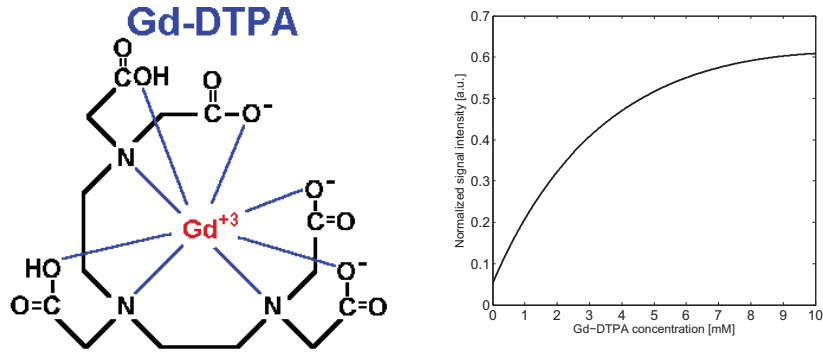 Gd-DTPA
O
COH
O
C
O-
N
O-
C=O
Gd+3
HO
O-
O=C
N
N
C=O
0.7
0.6
0.5
0.4
0.3
0.2
0.1
0
0 1 2 3 4 5 6 7 8 9 10
Normalized signal intensity [a.u.]
Gd−DTPA concentration [mM]